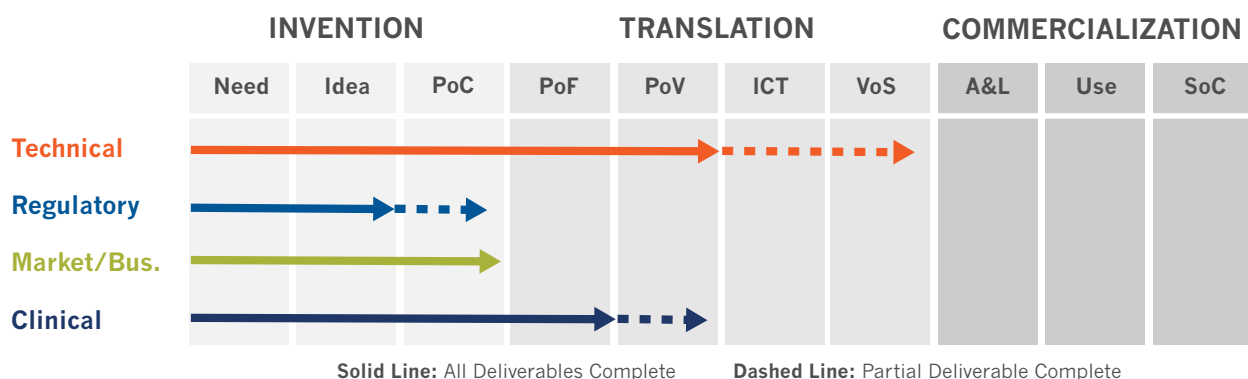 INVENTION TRANSLATION COMMERCIALIZATION
Need Idea PoC PoF PoV ICT VoS A&L Use SoC
Technical
Regulatory
Market/Bus.
Clinical
Solid Line: All Deliverables Complete Dashed Line: Partial Deliverable Complete